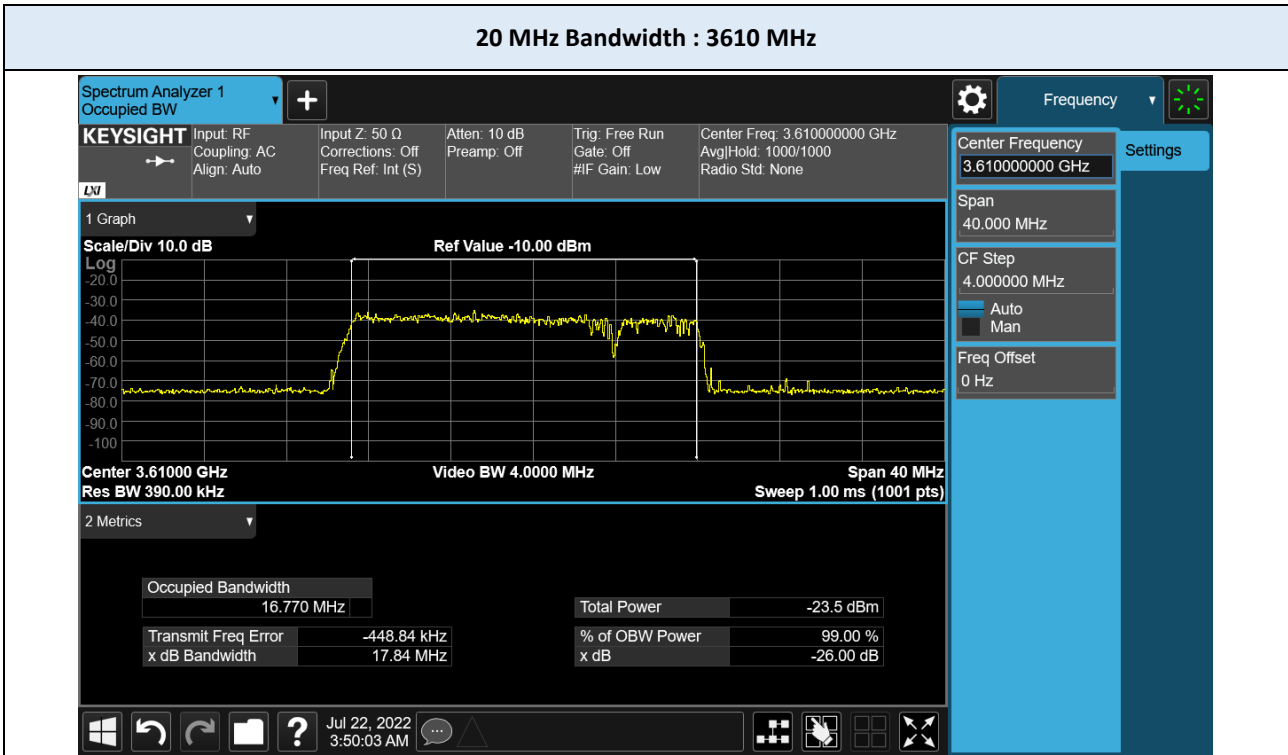 20 MHz Bandwidth : 3610 MHz
Spectrum Analyzer 1
Occupied BW
+
Frequency
KEYSIGHT
LXI
Input: RF
Coupling: AC
Align: Auto
Input Z: 50 Ω
Corrections: Off
Freq Ref: Int (S)
Atten: 10 dB
Preamp: Off
Trig: Free Run
Gate: Off
#IF Gain: Low
Center Freq: 3.610000000 GHz
Avg|Hold: 1000/1000
Radio Std: None
Center Frequency
3.610000000 GHz
Settings
Span
40.000 MHz
CF Step
4.000000 MHz
Auto
Man
Freq Offset
0 Hz
1 Graph
Scale/Div 10.0 dB
Ref Value -10.00 dBm
Log
-20.0
-30.0
-40.0
-50.0
-60.0
-70.0
-80.0
-90.0
-100
Center 3.61000 GHz
Video BW 4.0000 MHz
Span 40 MHz
Res BW 390.00 kHz
Sweep 1.00 ms (1001 pts)
2 Metrics
Occupied Bandwidth
16.770 MHz
Total Power -23.5 dBm
Transmit Freq Error -448.84 kHz
% of OBW Power 99.00 %
x dB Bandwidth 17.84 MHz
x dB -26.00 dB
?
Jul 22, 2022
3:50:03 AM